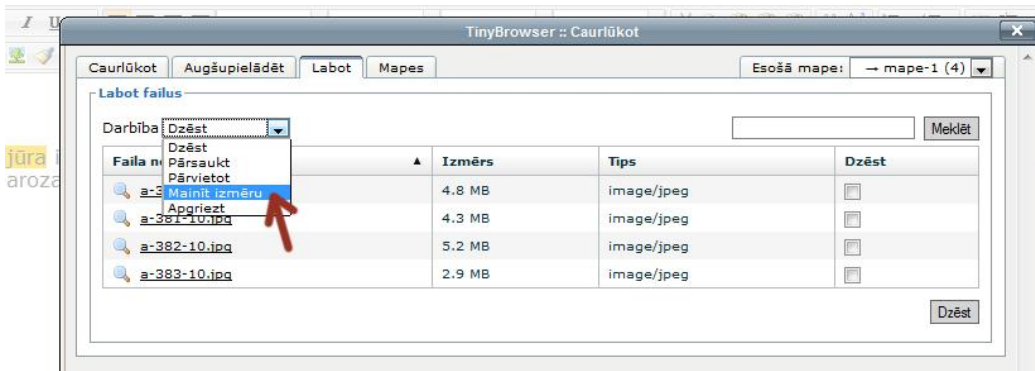 I U
TinyBrowser :: Caurlūkot
Caurlūkot Augšupielādēt Labot Mapes Esošā mape: → mape-1 (4)
Labot failus
Darbība Dzēst Meklēt
Dzēst
Pārsaukt
Pārvietot
Mainīt izmēru
Apgriezt
jūra
Faila Izmērs Tips Dzēst
4.8 MB image/jpeg
a-381-10.jpg 4.3 MB image/jpeg
a-382-10.jpg 5.2 MB image/jpeg
a-383-10.jpg 2.9 MB image/jpeg
Dzēst